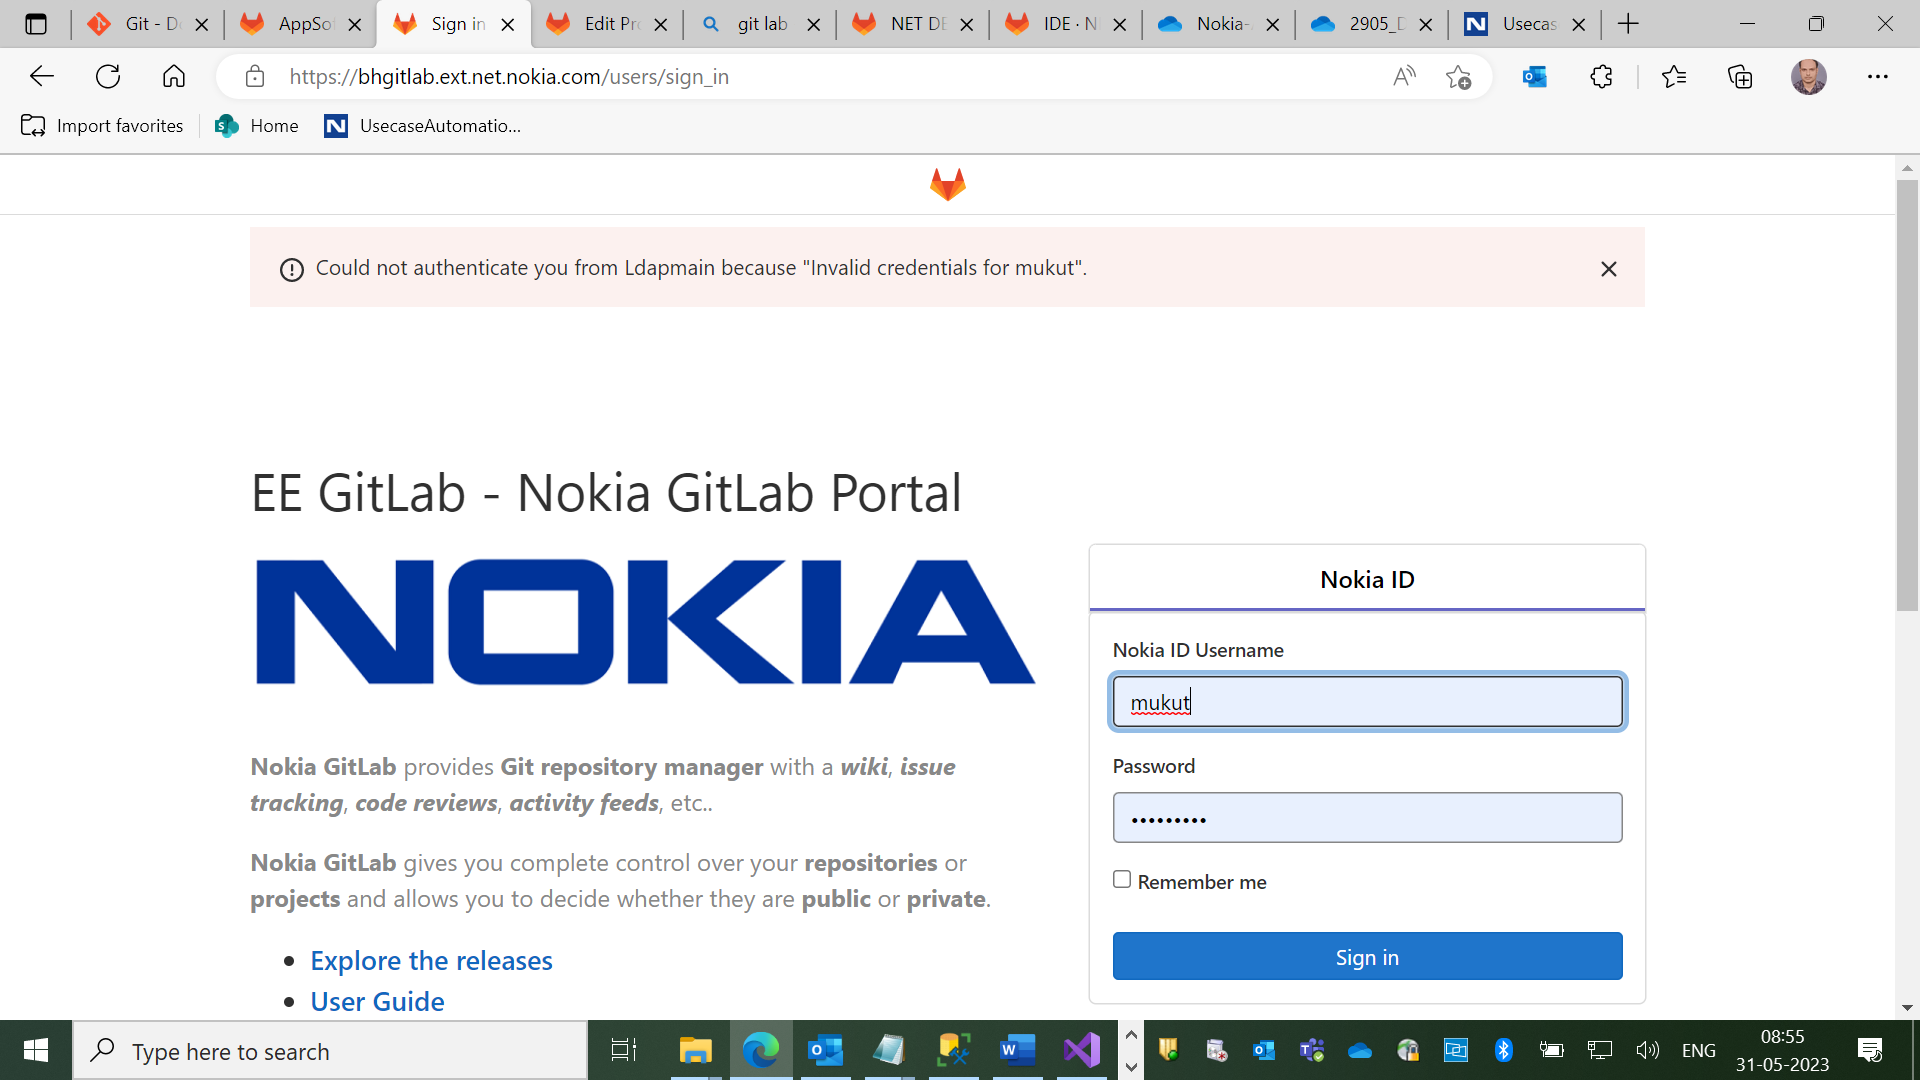 Git - D
AppSo
Sign in
Edit Pr
git lab
NET DE
IDE · N
Nokia-
2905_D
Usecas
https://bhgitlab.ext.net.nokia.com/users/sign_in
Import favorites
Home
UsecaseAutomatio...
Could not authenticate you from Ldapmain because "Invalid credentials for mukut".
EE GitLab - Nokia GitLab Portal
NOKIA
Nokia GitLab provides Git repository manager with a wiki, issue
tracking, code reviews, activity feeds, etc..
Nokia GitLab gives you complete control over your repositories or
projects and allows you to decide whether they are public or private.
Explore the releases
User Guide
Nokia ID
Nokia ID Username
mukut
Password
Remember me
Sign in
Type here to search
ENG
08:55
31-05-2023